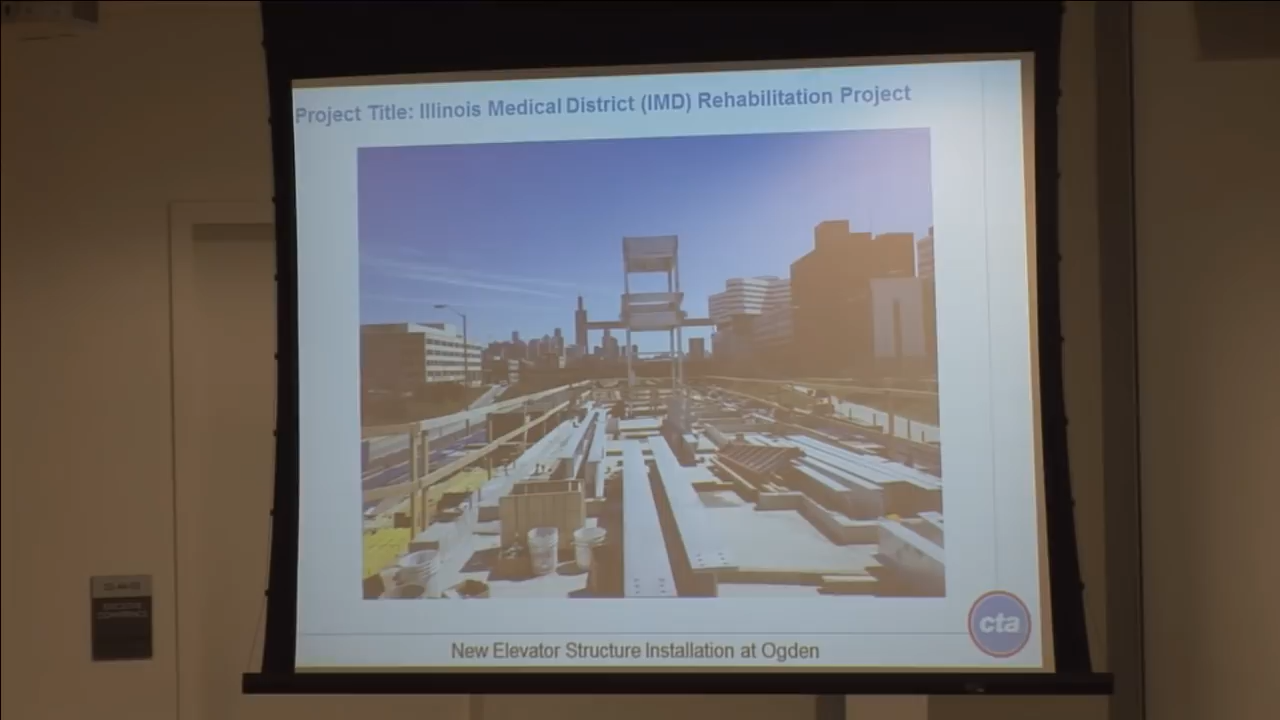 Project Title: Illinois Medical District (IMD) Rehabilitation Project
cta
New Elevator Structure Installation at Ogden